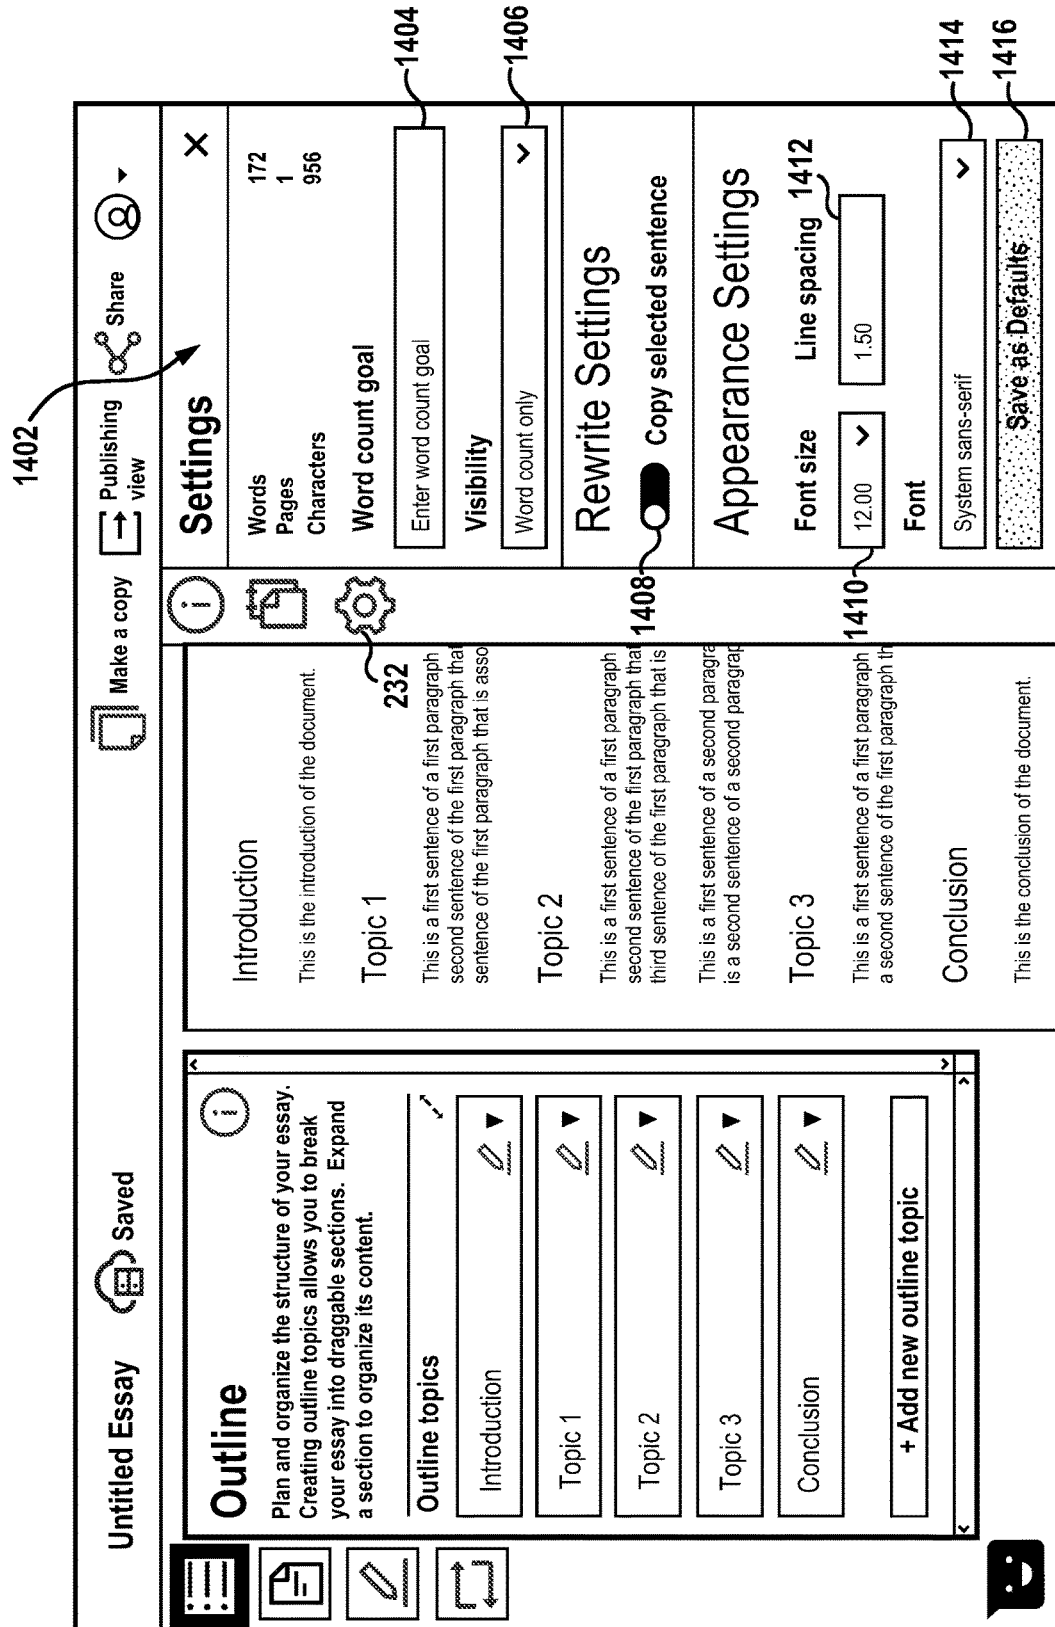 1402
Untitled Essay
Saved
Make a copy
Publishing
view
Share
Outline
Plan and organize the structure of your essay.
Creating outline topics allows you to break
your essay into draggable sections. Expand
a section to organize its content.
Outline topics
Introduction
Topic 1
Topic 2
Topic 3
Conclusion
+ Add new outline topic
Introduction
This is the introduction of the document.
Topic 1
This is a first sentence of a first paragraph
second sentence of the first paragraph that
sentence of the first paragraph that is asso
Topic 2
This is a first sentence of a first paragraph
second sentence of the first paragraph that
third sentence of the first paragraph that is
This is a first sentence of a second paragra
is a second sentence of a second paragrap
Topic 3
This is a first sentence of a first paragraph
a second sentence of the first paragraph th
Conclusion
This is the conclusion of the document.
232
Settings
Words 172
Pages 1
Characters 956
Word count goal
Enter word count goal
1404
Visibility
Word count only
1406
Rewrite Settings
1408
Copy selected sentence
Appearance Settings
Font size
Line spacing
1412
12.00
1.50
1410
Font
System sans-serif
1414
Save as Defaults
1416